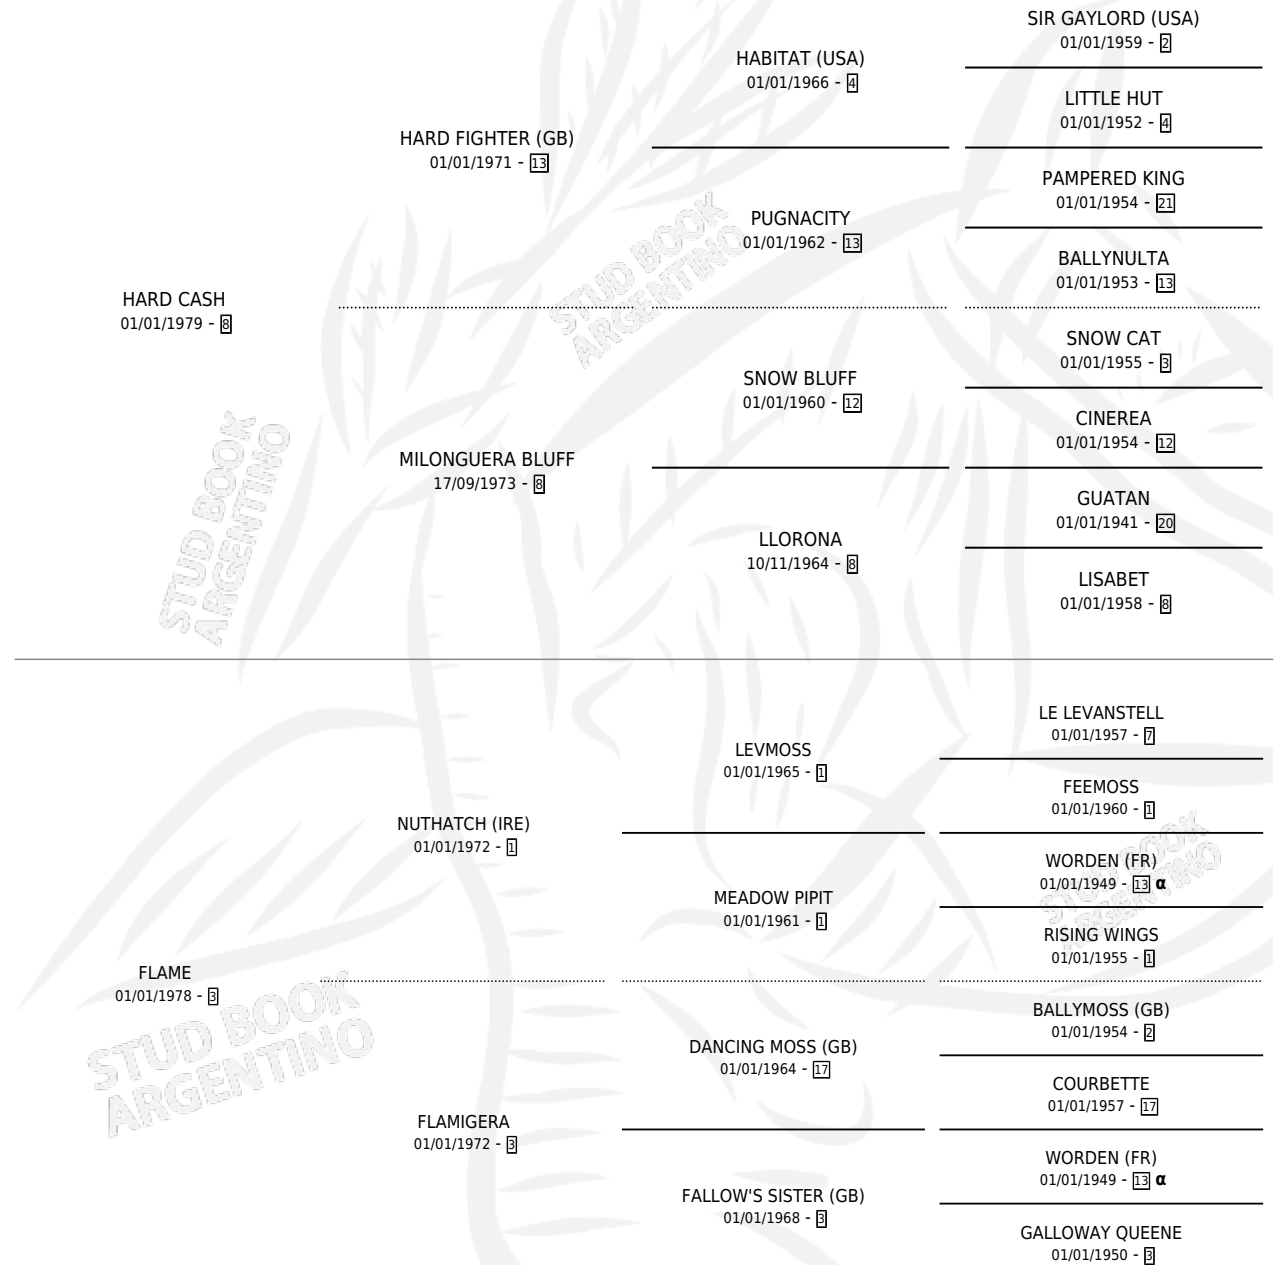 SIR GAYLORD (USA)
01/01/1959 - 2
HABITAT (USA)
01/01/1966 - 4
LITTLE HUT
01/01/1952 - 4
HARD FIGHTER (GB)
01/01/1971 - 13
PAMPERED KING
01/01/1954 - 21
PUGNACITY
01/01/1962 - 13
BALLYNULTA
01/01/1953 - 13
HARD CASH
01/01/1979 - 8
SNOW CAT
01/01/1955 - 3
SNOW BLUFF
01/01/1960 - 12
CINEREA
01/01/1954 - 12
MILONGUERA BLUFF
17/09/1973 - 8
GUATAN
01/01/1941 - 20
LLORONA
10/11/1964 - 8
LISABET
01/01/1958 - 8
LE LEVANSTELL
01/01/1957 - 7
LEVMOSS
01/01/1965 - 1
FEEMOSS
01/01/1960 - 1
NUTHATCH (IRE)
01/01/1972 - 1
WORDEN (FR)
01/01/1949 - 13 α
MEADOW PIPIT
01/01/1961 - 1
RISING WINGS
01/01/1955 - 1
FLAME
01/01/1978 - 3
BALLYMOSS (GB)
01/01/1954 - 2
DANCING MOSS (GB)
01/01/1964 - 17
COURBETTE
01/01/1957 - 17
FLAMIGERA
01/01/1972 - 3
WORDEN (FR)
01/01/1949 - 13 α
FALLOW'S SISTER (GB)
01/01/1968 - 3
GALLOWAY QUEENE
01/01/1950 - 3
STUD BOOK
ARGENTINO
STUD BOOK
ARGENTINO
STUD BOOK
ARGENTINO
STUD BOOK
ARGENTINO